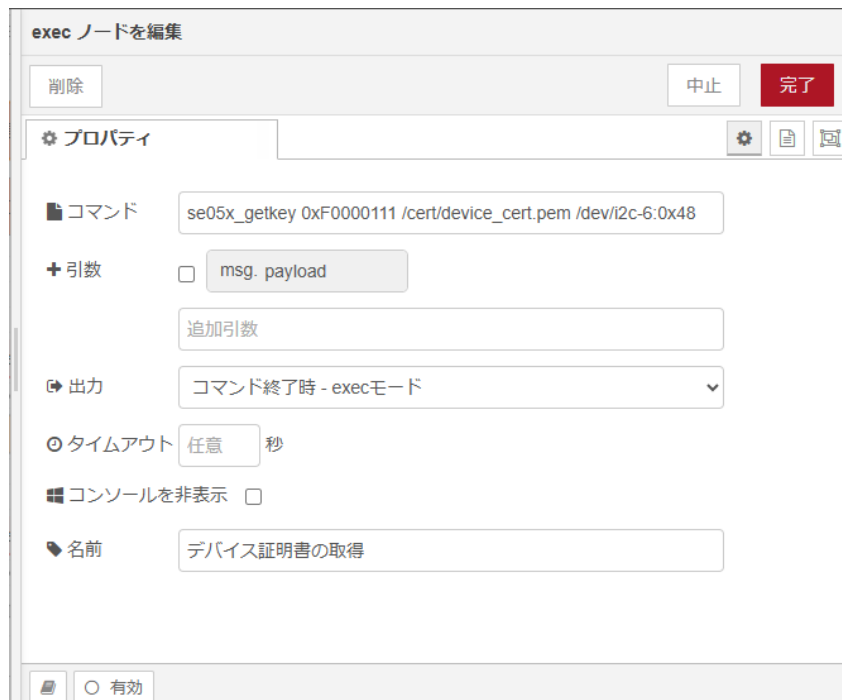 exec ノードを編集
削除
中止
完了
プロパティ
コマンド
se05x_getkey 0xF0000111 /cert/device_cert.pem /dev/i2c-6:0x48
引数
msg. payload
追加引数
出力
コマンド終了時 - execモード
タイムアウト
任意
秒
コンソールを非表示
名前
デバイス証明書の取得
有効